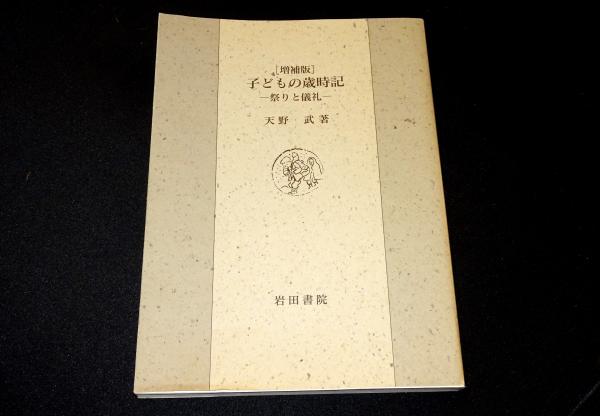 ［増補版］
子どもの歳時記
―祭りと儀礼―
天野 武著
岩田書院